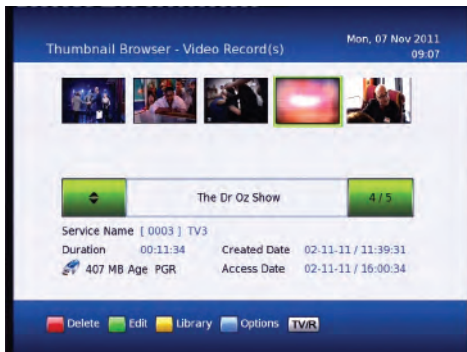 Thumbnail Browser - Video Record(s)
Mon, 07 Nov 2011
09:07
The Dr Oz Show
4 / 5
Service Name [ 0003 ] TV3
Duration 00:11:34 Created Date 02-11-11 / 11:39:31
407 MB Age PGR Access Date 02-11-11 / 16:00:34
Delete Edit Library Options TV/R